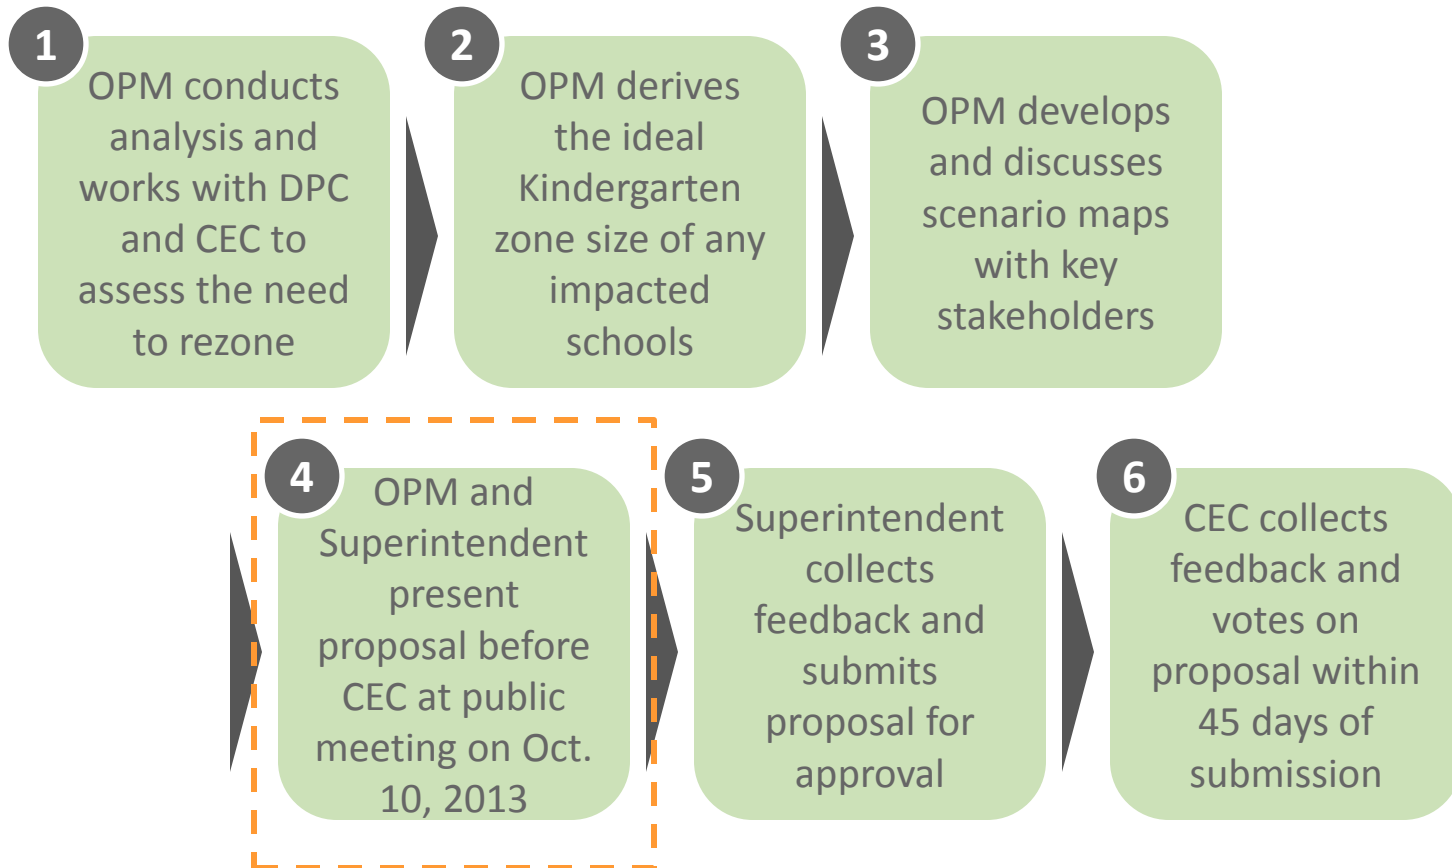 1
OPM conducts
analysis and
works with DPC
and CEC to
assess the need
to rezone
2
OPM derives
the ideal
Kindergarten
zone size of any
impacted
schools
3
OPM develops
and discusses
scenario maps
with key
stakeholders
4
OPM and
Superintendent
present
proposal before
CEC at public
meeting on Oct.
10, 2013
5
Superintendent
collects
feedback and
submits
proposal for
approval
6
CEC collects
feedback and
votes on
proposal within
45 days of
submission